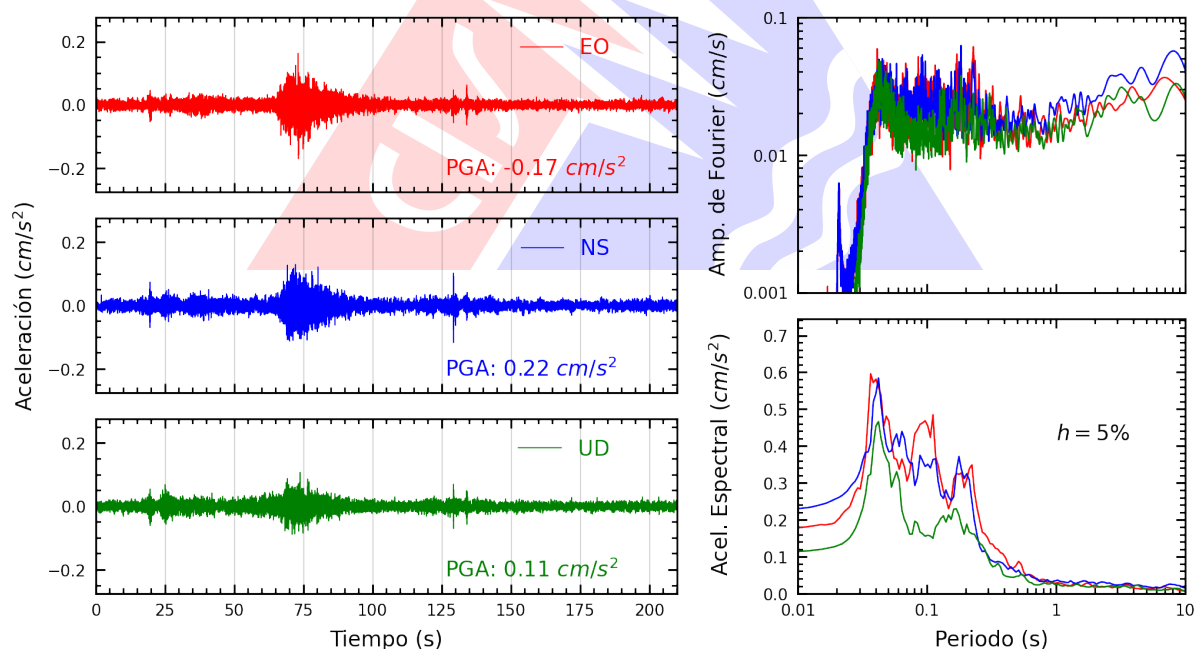 Aceleración (cm/s²)
0.2
0.0
−0.2
EO
PGA: -0.17 cm/s²
0.2
0.0
−0.2
NS
PGA: 0.22 cm/s²
0.2
0.0
−0.2
UD
PGA: 0.11 cm/s²
0 25 50 75 100 125 150 175 200
Tiempo (s)
Amp. de Fourier (cm/s)
0.1
0.01
0.001
Acel. Espectral (cm/s²)
0.7
0.6
0.5
0.4
0.3
0.2
0.1
0.0
h = 5%
0.01 0.1 1 10
Periodo (s)